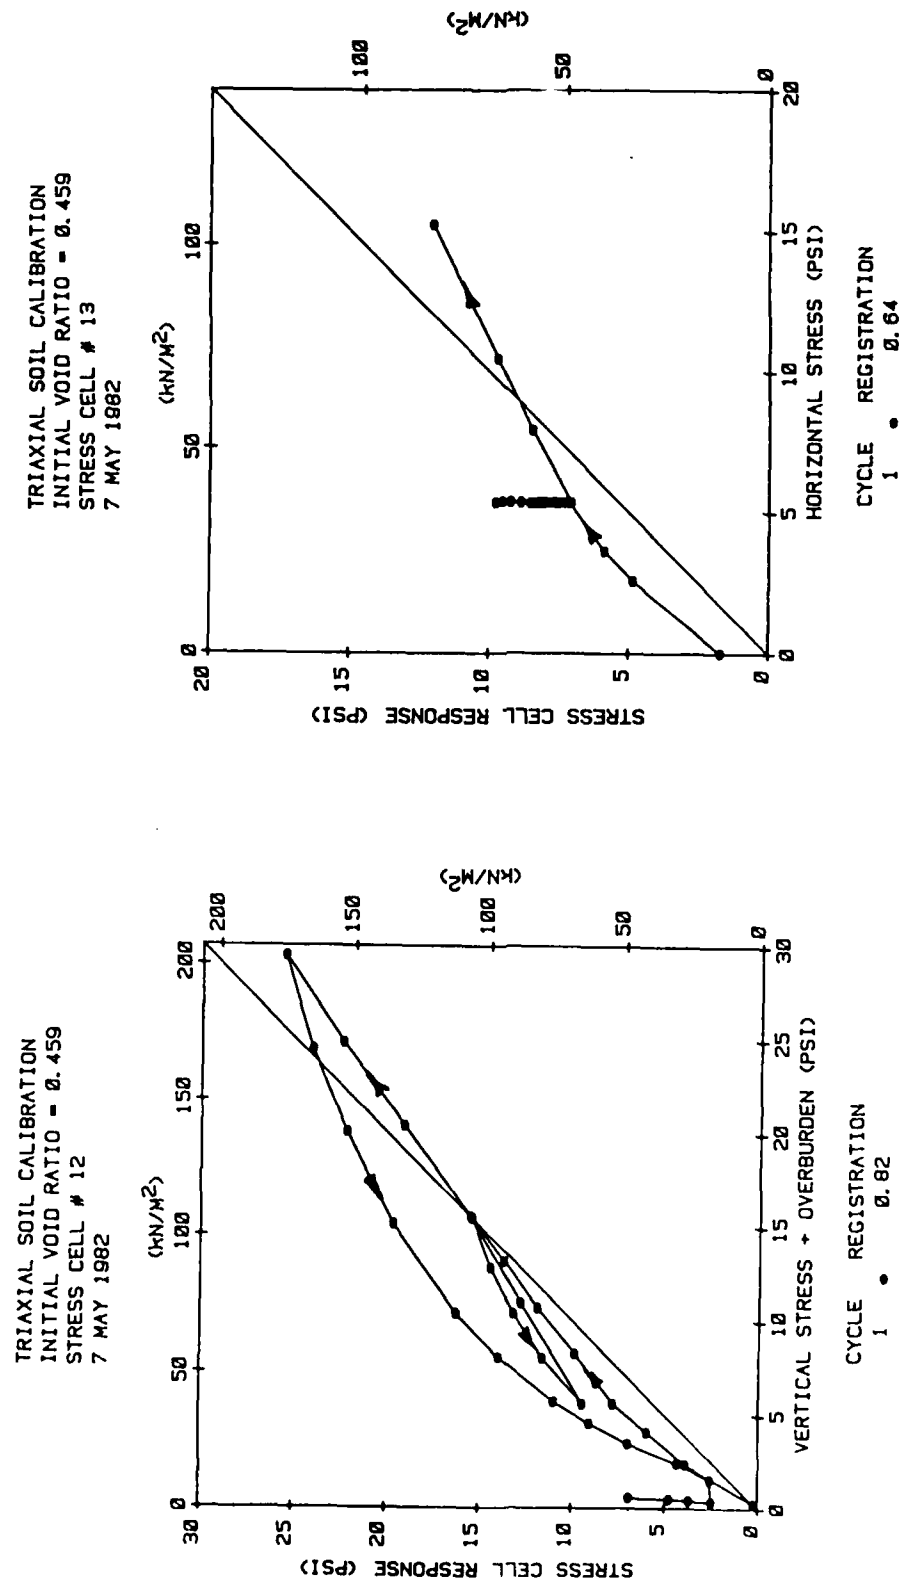 TRIAXIAL SOIL CALIBRATION
INITIAL VOID RATIO = 0.459
STRESS CELL # 12
7 MAY 1982
(kN/M²)
0 50 100 150 200
30
25
20
15
10
5
0
STRESS CELL RESPONSE (PSI)
200
150
100
50
0
(kN/M²)
5 10 15 20 25 30
VERTICAL STRESS + OVERBURDEN (PSI)
CYCLE REGISTRATION
1 0.82
TRIAXIAL SOIL CALIBRATION
INITIAL VOID RATIO = 0.459
STRESS CELL # 13
7 MAY 1982
(kN/M²)
0 50 100
20
15
10
5
0
STRESS CELL RESPONSE (PSI)
100
50
0
(kN/M²)
0 5 10 15 20
HORIZONTAL STRESS (PSI)
CYCLE REGISTRATION
1 0.64